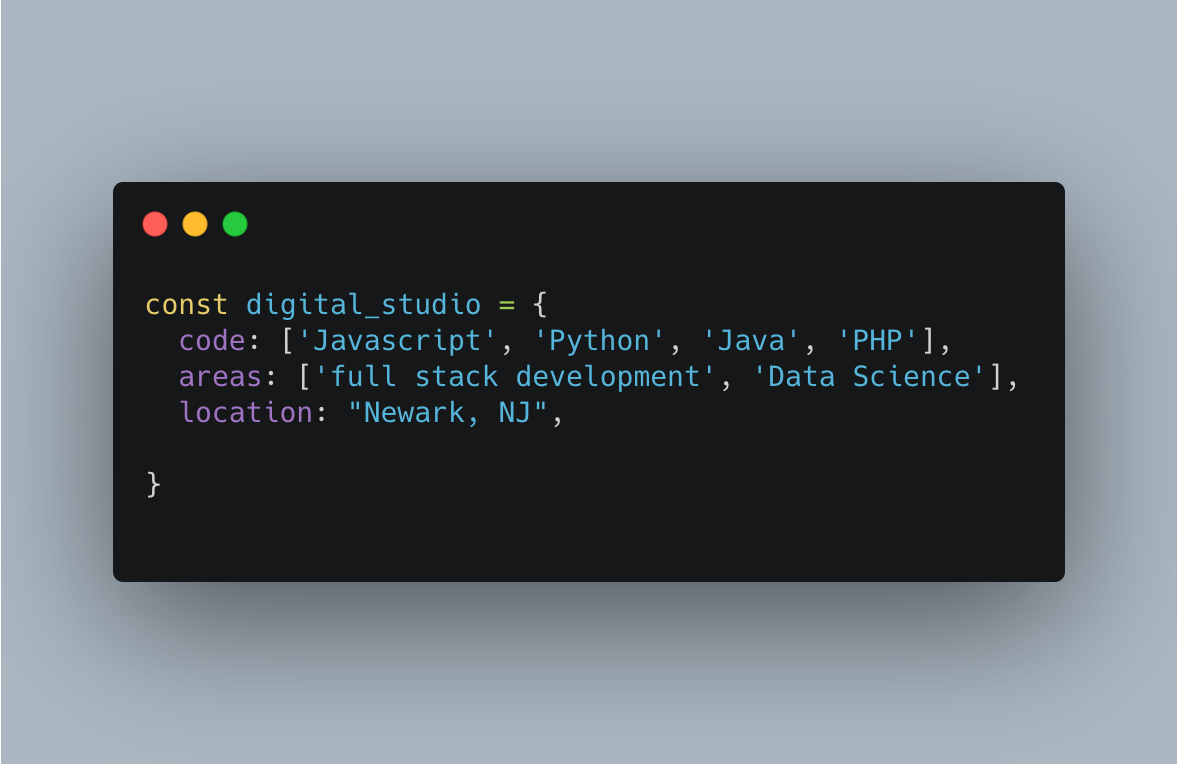 const digital_studio = {
  code: ['Javascript', 'Python', 'Java', 'PHP'],
  areas: ['full stack development', 'Data Science'],
  location: "Newark, NJ",

}